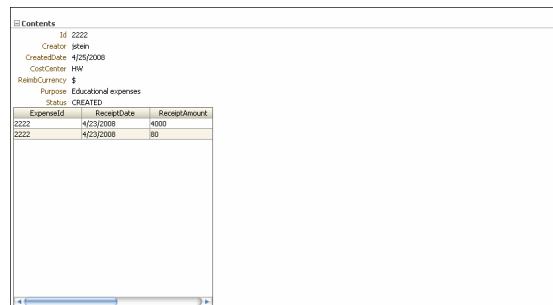 Contents
Id 2222
Creator jstein
CreatedDate 4/25/2008
CostCenter HW
ReimbCurrency $
Purpose Educational expenses
Status CREATED
ExpenseId ReceiptDate ReceiptAmount
2222 4/23/2008 4000
2222 4/23/2008 80